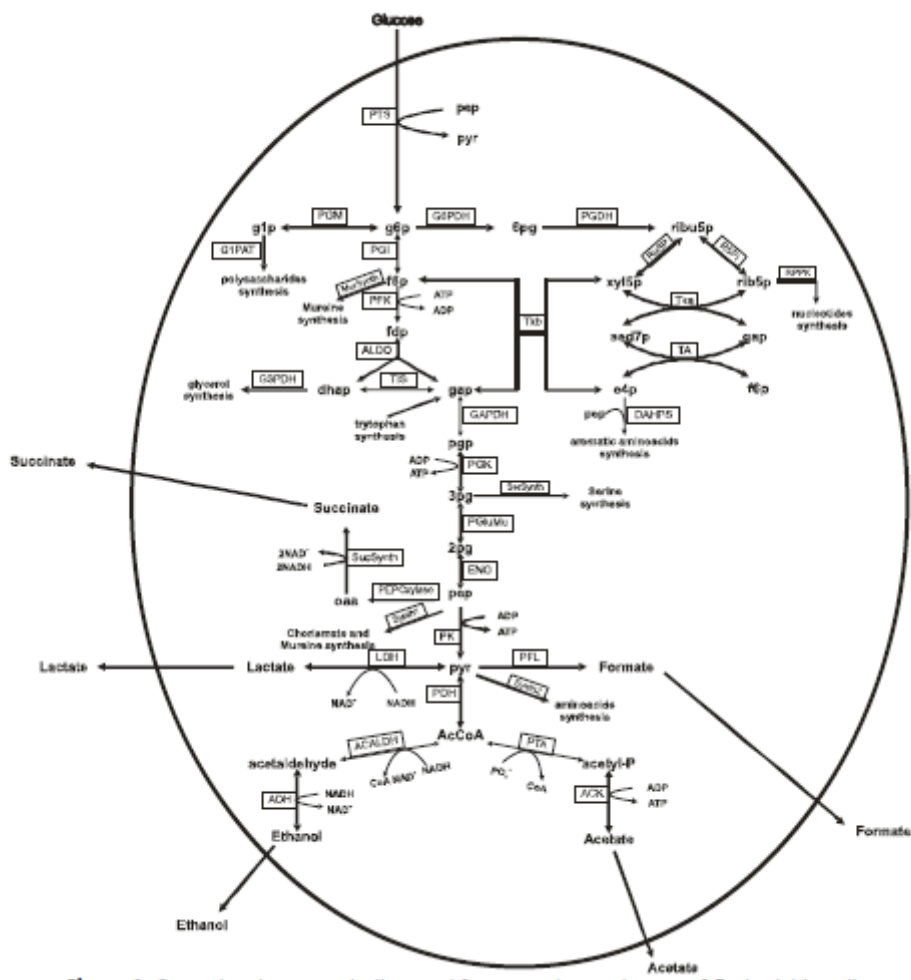 Glucose
PTS
pep
pyr
g1p
PGM
g6p
G6PDH
6pg
PGDH
ribu5p
G1PAT
PGI
polysaccharides
synthesis
MurSynth
f6p
Mureine
synthesis
PFK
ATP
ADP
fdp
xyl5p
rib5p
RPPK
nucleotides
synthesis
Tka
Tkb
sed7p
gap
TA
e4p
f6p
pep
DAHPS
aromatic aminoacids
synthesis
ALDO
glycerol
synthesis
G3PDH
dhap
TIS
gap
trytophan
synthesis
GAPDH
pgp
ADP
ATP
PGK
3pg
SerSynth
Serine
synthesis
PGluMu
2pg
ENO
pep
Succinate
Succinate
2NAD+
2NADH
SucSynth
oaa
PEPCxylase
Chorismate and
Mureine synthesis
PK
ADP
ATP
Lactate
Lactate
LDH
NAD+
NADH
pyr
PFL
Formate
Synth2
aminoacids
synthesis
PDH
AcCoA
ACALDH
acetaldehyde
CoA NAD+ NADH
PTA
CoA
acetyl-P
ADH
NADH
NAD+
ACK
ADP
ATP
Ethanol
Acetate
Formate
Ethanol
Acetate